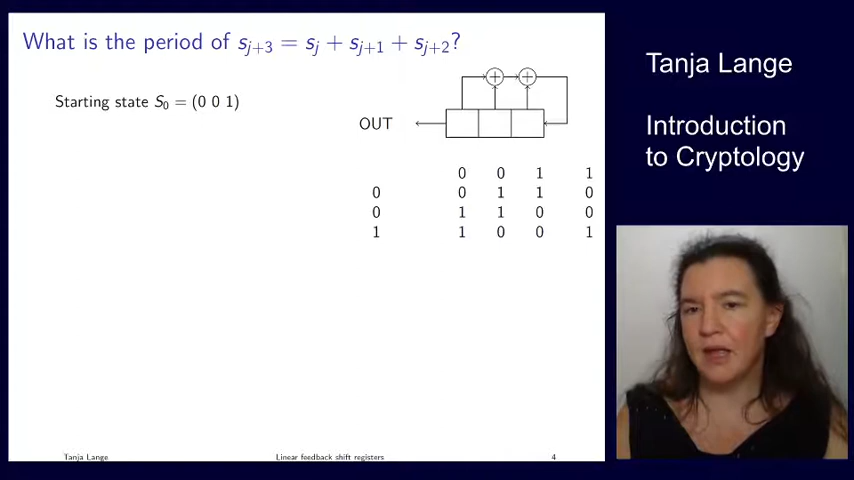 What is the period of s_{j+3} = s_j + s_{j+1} + s_{j+2}?
Starting state S_0 = (0 0 1)
OUT
0 0 1 1
0 0 1 1 0
0 1 1 0 0
1 1 0 0 1
Tanja Lange
Linear feedback shift registers
4
Tanja Lange
Introduction
to Cryptology